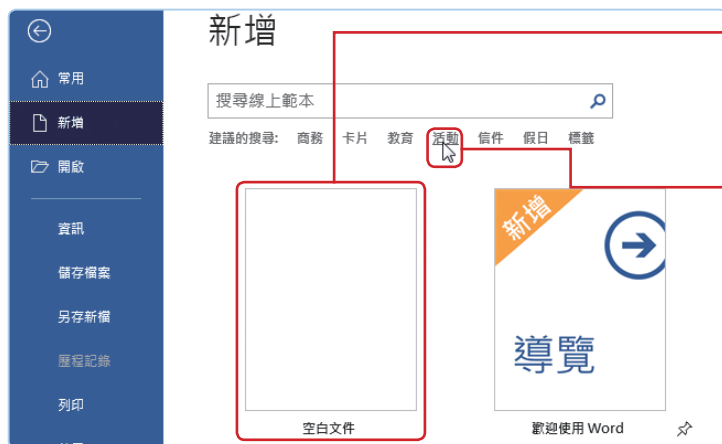 新增
常用
新增
開啟
資訊
儲存檔案
另存新檔
歷程記錄
列印
搜尋線上範本
建議的搜尋: 商務 卡片 教育 活動 信件 假日 標籤
新增
導覽
空白文件
歡迎使用 Word